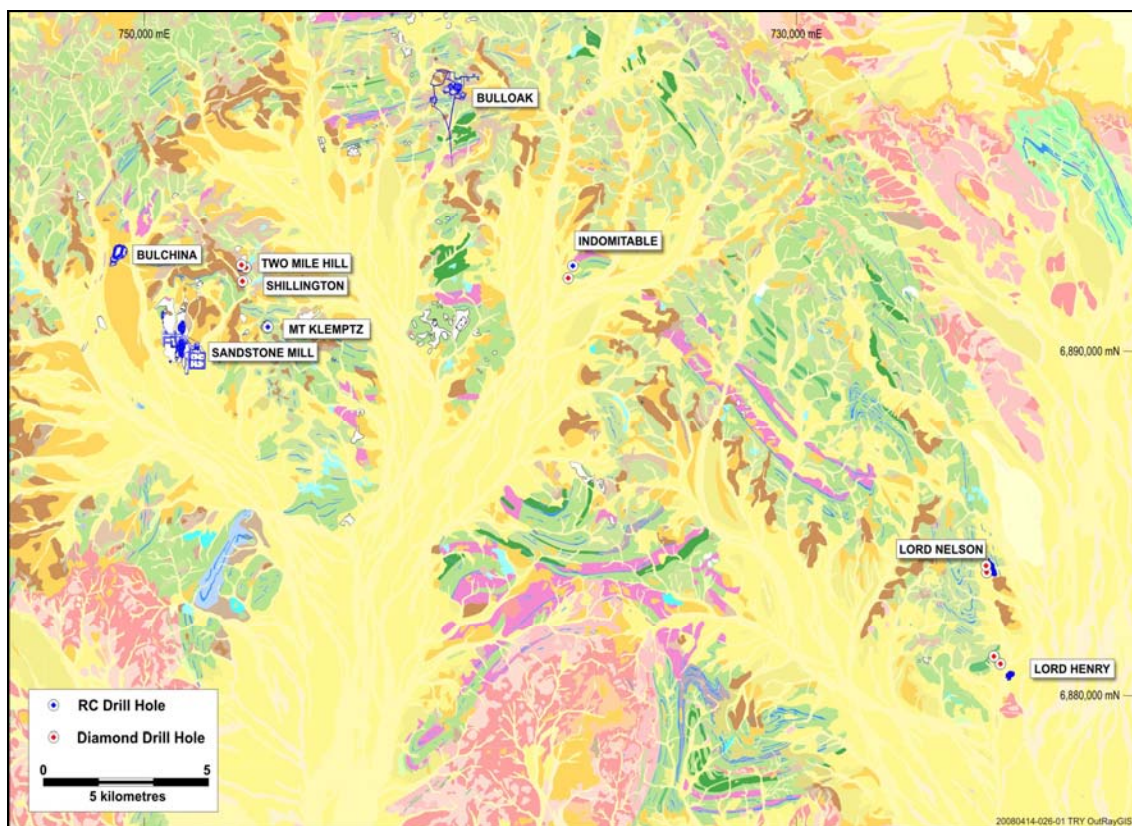 750,000 mE
730,000 mE
BULLOAK
BULCHINA
TWO MILE HILL
INDOMITABLE
SHILLINGTON
MT KLEMPTZ
SANDSTONE MILL
6,890,000 mN
LORD NELSON
LORD HENRY
6,880,000 mN
RC Drill Hole
Diamond Drill Hole
0 5
5 kilometres
20080414-026-01 TRY OutRayGIS